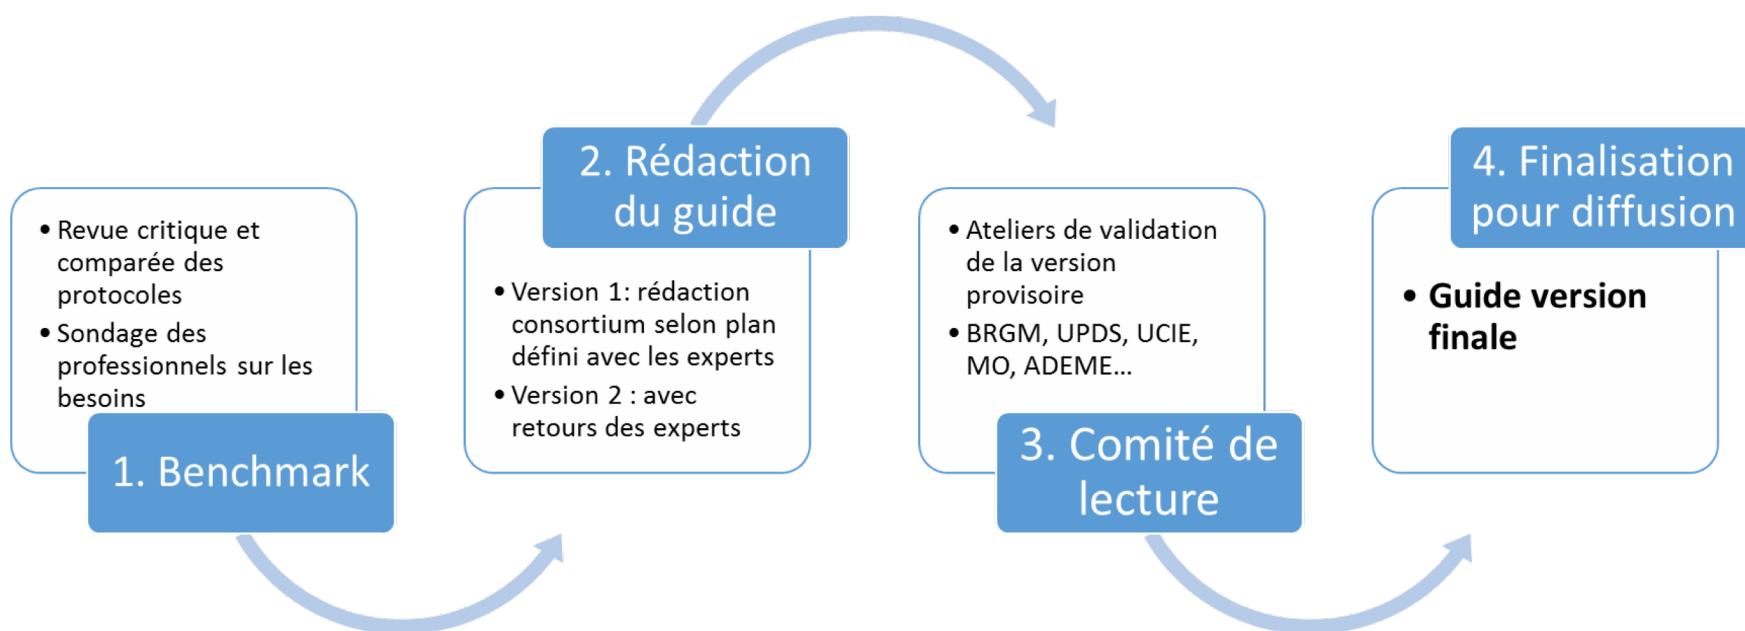 • Revue critique et
comparée des
protocoles
• Sondage des
professionnels sur les
besoins
1. Benchmark
2. Rédaction
du guide
• Version 1: rédaction
consortium selon plan
défini avec les experts
• Version 2 : avec
retours des experts
• Ateliers de validation
de la version
provisoire
• BRGM, UPDS, UCIE,
MO, ADEME...
3. Comité de
lecture
4. Finalisation
pour diffusion
• Guide version
finale